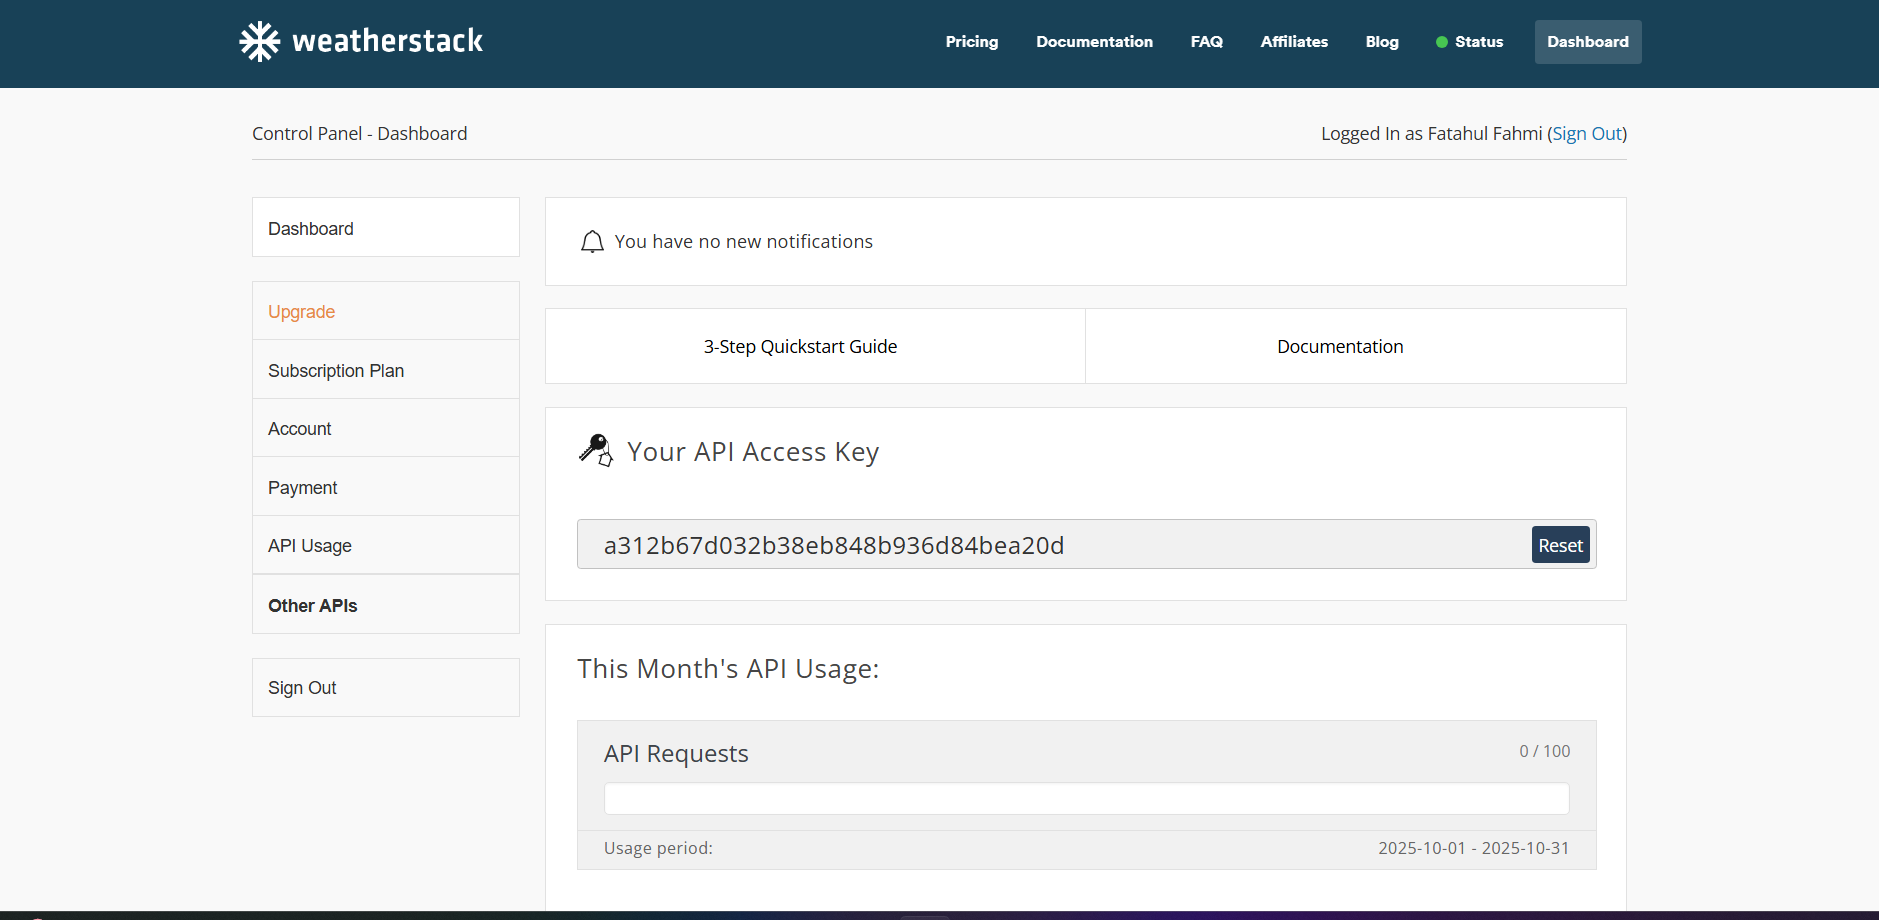 weatherstack
Pricing Documentation FAQ Affiliates Blog Status Dashboard
Control Panel - Dashboard
Logged In as Fatahul Fahmi (Sign Out)
Dashboard
Upgrade
Subscription Plan
Account
Payment
API Usage
Other APIs
Sign Out
You have no new notifications
3-Step Quickstart Guide
Documentation
Your API Access Key
a312b67d032b38eb848b936d84bea20d
Reset
This Month's API Usage:
API Requests
0 / 100
Usage period:
2025-10-01 - 2025-10-31